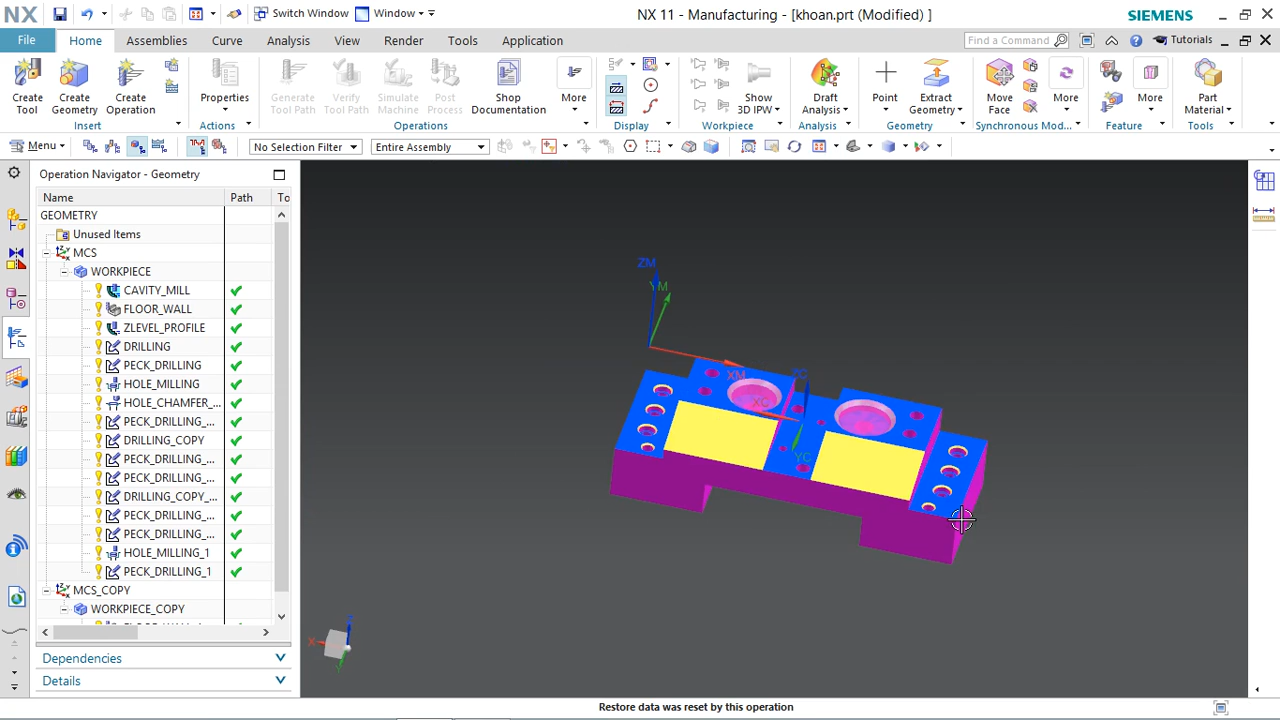 NX
Switch Window
Window
NX 11 - Manufacturing - [khoan.prt (Modified) ]
SIEMENS
File
Home
Assemblies
Curve
Analysis
View
Render
Tools
Application
Find a Command
Tutorials
Create Tool
Create Geometry
Create Operation
Properties
Generate Tool Path
Verify Tool Path
Simulate Machine
Post Process
Shop Documentation
More
Show 3D IPW
Draft Analysis
Point
Extract Geometry
Move Face
More
More
Part Material
Insert
Actions
Operations
Display
Workpiece
Analysis
Geometry
Synchronous Mod...
Feature
Tools
Menu
No Selection Filter
Entire Assembly
Operation Navigator - Geometry
Name
Path
To
GEOMETRY
Unused Items
MCS
WORKPIECE
CAVITY_MILL
FLOOR_WALL
ZLEVEL_PROFILE
DRILLING
PECK_DRILLING
HOLE_MILLING
HOLE_CHAMFER_...
PECK_DRILLING_...
DRILLING_COPY
PECK_DRILLING_...
PECK_DRILLING_...
DRILLING_COPY_...
PECK_DRILLING_...
PECK_DRILLING_...
HOLE_MILLING_1
PECK_DRILLING_1
MCS_COPY
WORKPIECE_COPY
Dependencies
Details
ZM
YM
XM
ZC
XC
YC
X
Restore data was reset by this operation